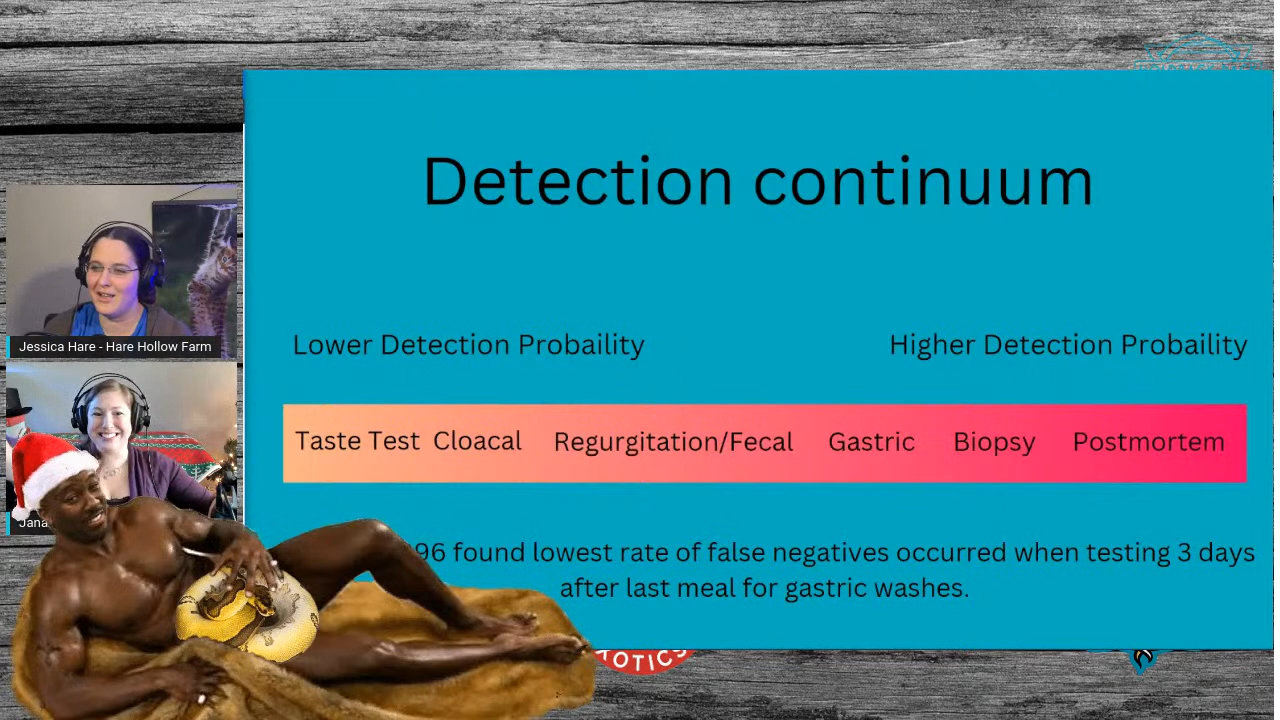 Detection continuum
Lower Detection Probaility
Higher Detection Probaility
Taste Test Cloacal Regurgitation/Fecal Gastric Biopsy Postmortem
96 found lowest rate of false negatives occurred when testing 3 days
after last meal for gastric washes.
Jessica Hare - Hare Hollow Farm
Jana
OTICS